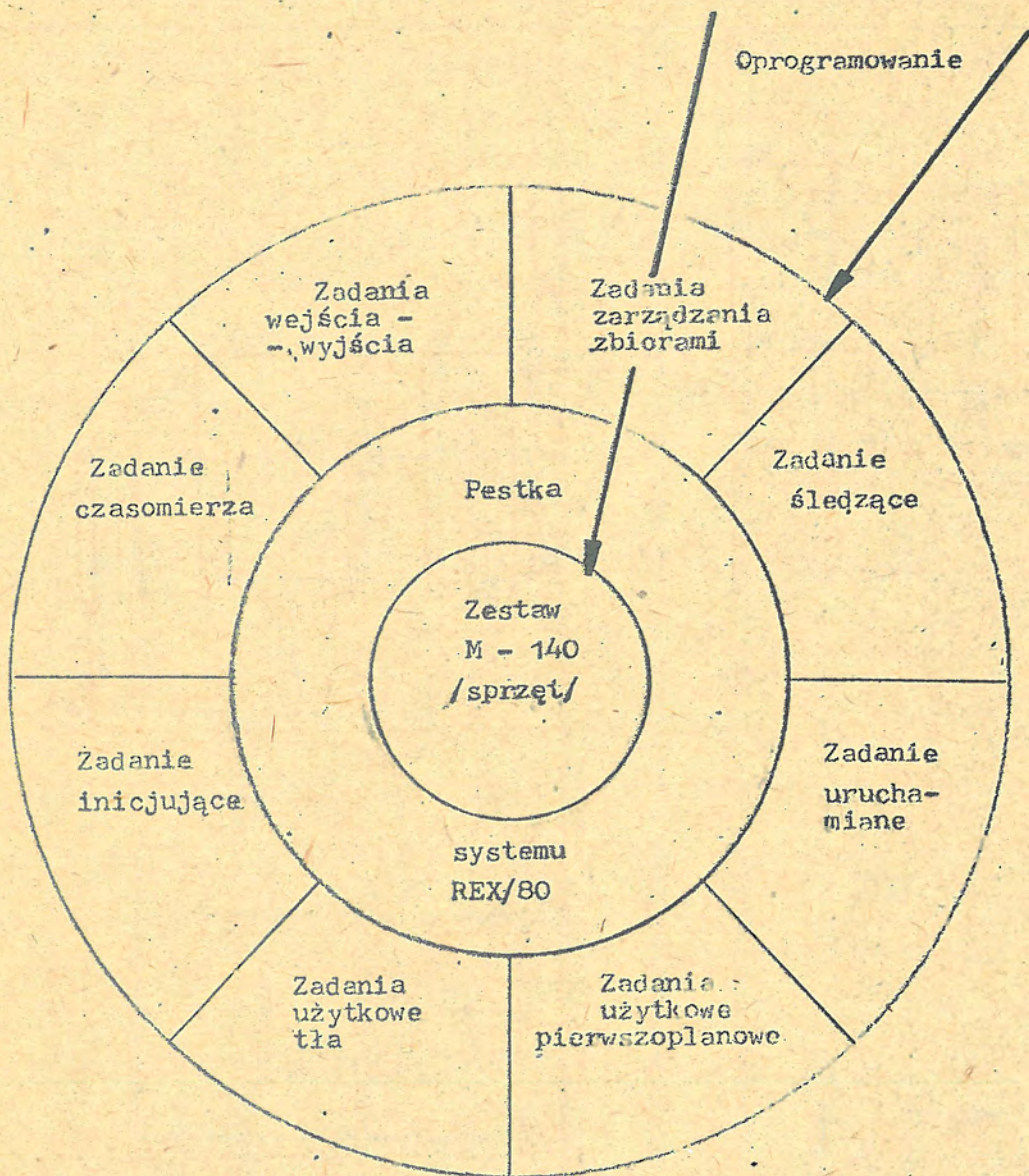 Oprogramowanie
Zadania
wejścia -
- wyjścia
Zadania
zarządzania
zbiorami
Zadanie
czasomierza
Zadanie
śledzące
Pestka
Zestaw
M - 140
/sprzęt/
Zadanie
inicjujące
Zadanie
urucha-
miane
systemu
REX/80
Zadania
użytkowe
tła
Zadania
użytkowe
pierwszoplanowe